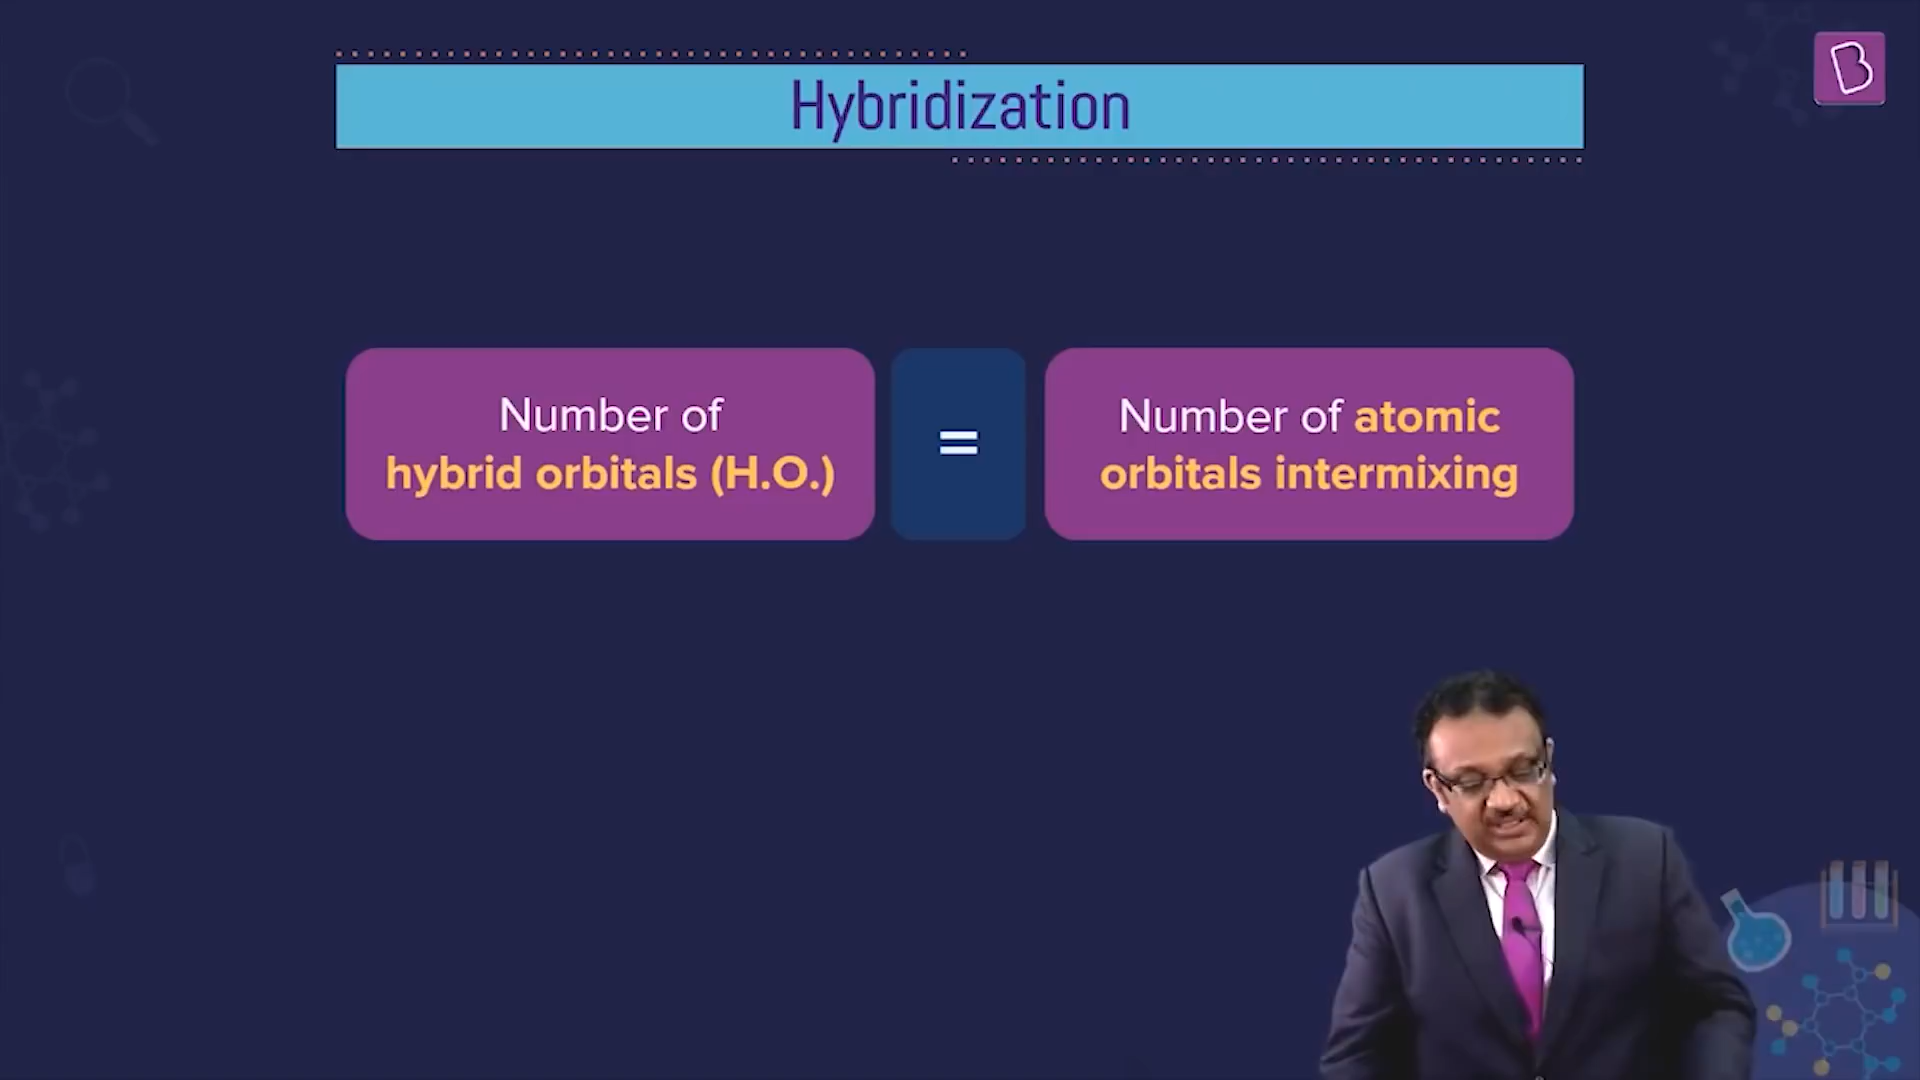 Hybridization
B
Number of
hybrid orbitals (H.O.)
=
Number of atomic
orbitals intermixing